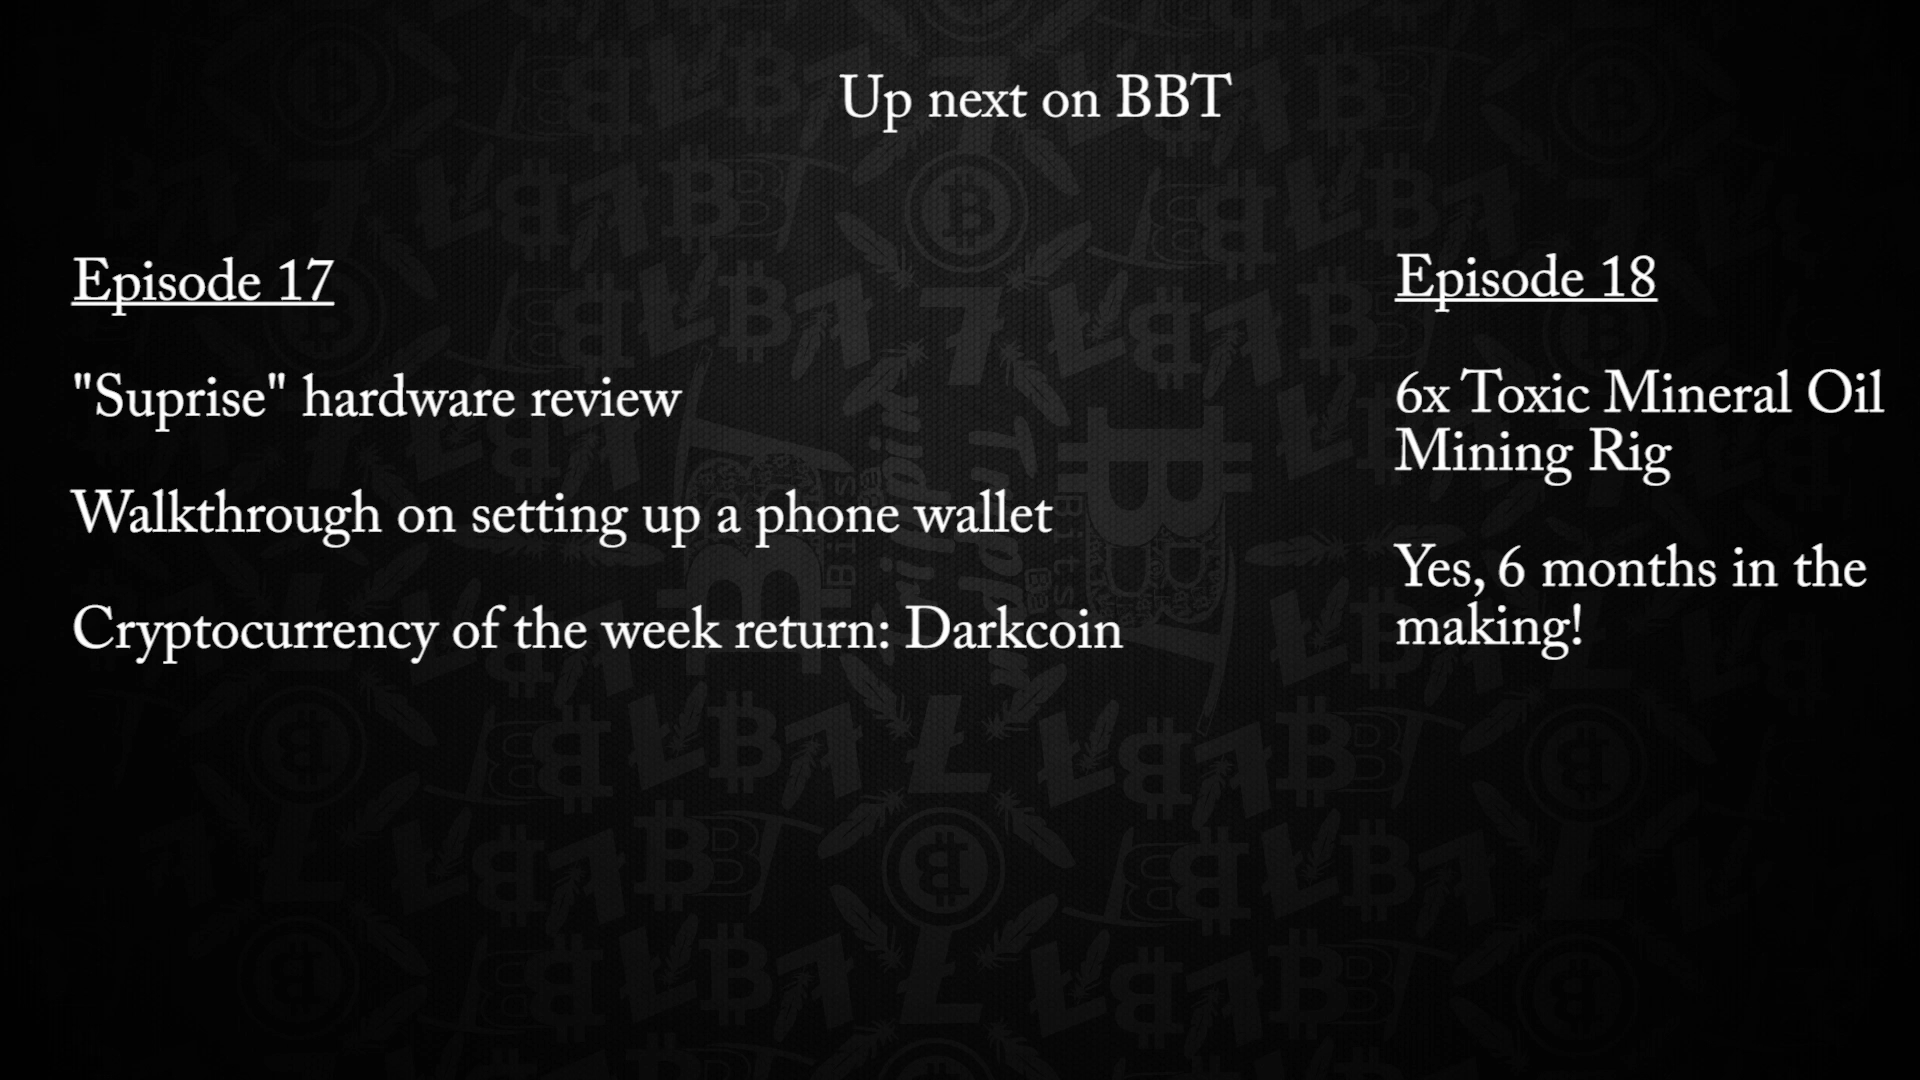 Up next on BBT
Episode 17
"Suprise" hardware review
Walkthrough on setting up a phone wallet
Cryptocurrency of the week return: Darkcoin
Episode 18
6x Toxic Mineral Oil
Mining Rig
Yes, 6 months in the
making!